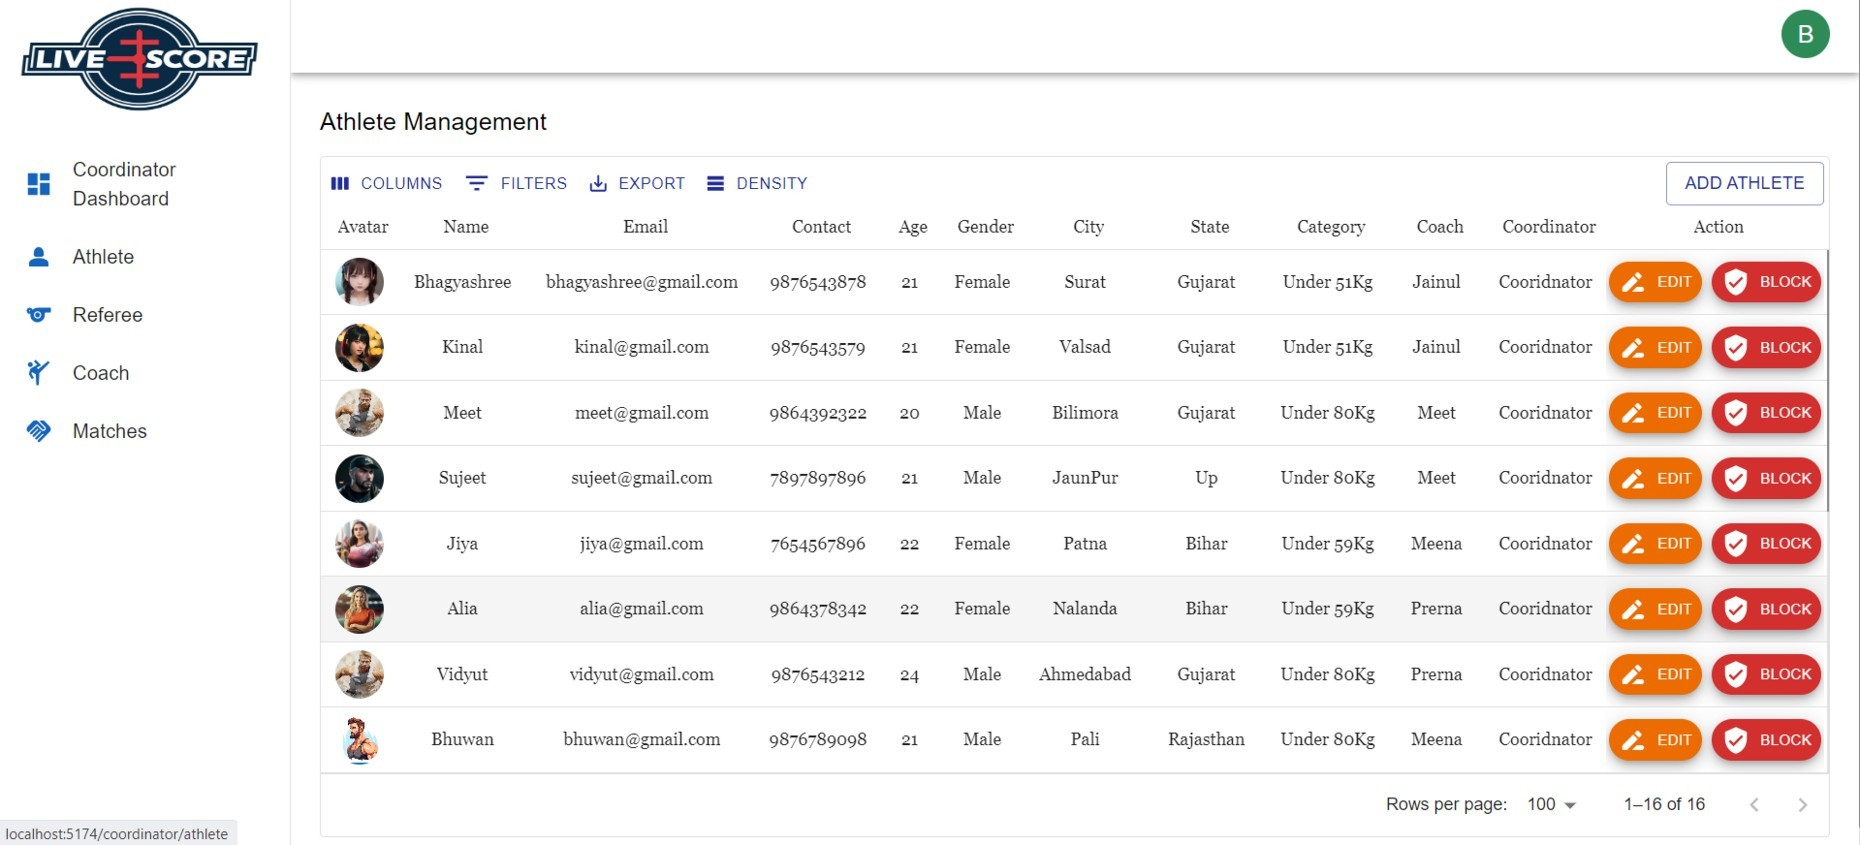 LIVE SCORE
B
Coordinator
Dashboard
Athlete
Referee
Coach
Matches
Athlete Management
COLUMNS FILTERS EXPORT DENSITY ADD ATHLETE
Avatar Name Email Contact Age Gender City State Category Coach Coordinator Action
Bhagyashree bhagyashree@gmail.com 9876543878 21 Female Surat Gujarat Under 51Kg Jainul Cooridnator EDIT BLOCK
Kinal kinal@gmail.com 9876543579 21 Female Valsad Gujarat Under 51Kg Jainul Cooridnator EDIT BLOCK
Meet meet@gmail.com 9864392322 20 Male Bilimora Gujarat Under 80Kg Meet Cooridnator EDIT BLOCK
Sujeet sujeet@gmail.com 7897897896 21 Male JaunPur Up Under 80Kg Meet Cooridnator EDIT BLOCK
Jiya jiya@gmail.com 7654567896 22 Female Patna Bihar Under 59Kg Meena Cooridnator EDIT BLOCK
Alia alia@gmail.com 9864378342 22 Female Nalanda Bihar Under 59Kg Prerna Cooridnator EDIT BLOCK
Vidyut vidyut@gmail.com 9876543212 24 Male Ahmedabad Gujarat Under 80Kg Prerna Cooridnator EDIT BLOCK
Bhuwan bhuwan@gmail.com 9876789098 21 Male Pali Rajasthan Under 80Kg Meena Cooridnator EDIT BLOCK
Rows per page: 100 1–16 of 16
localhost:5174/coordinator/athlete